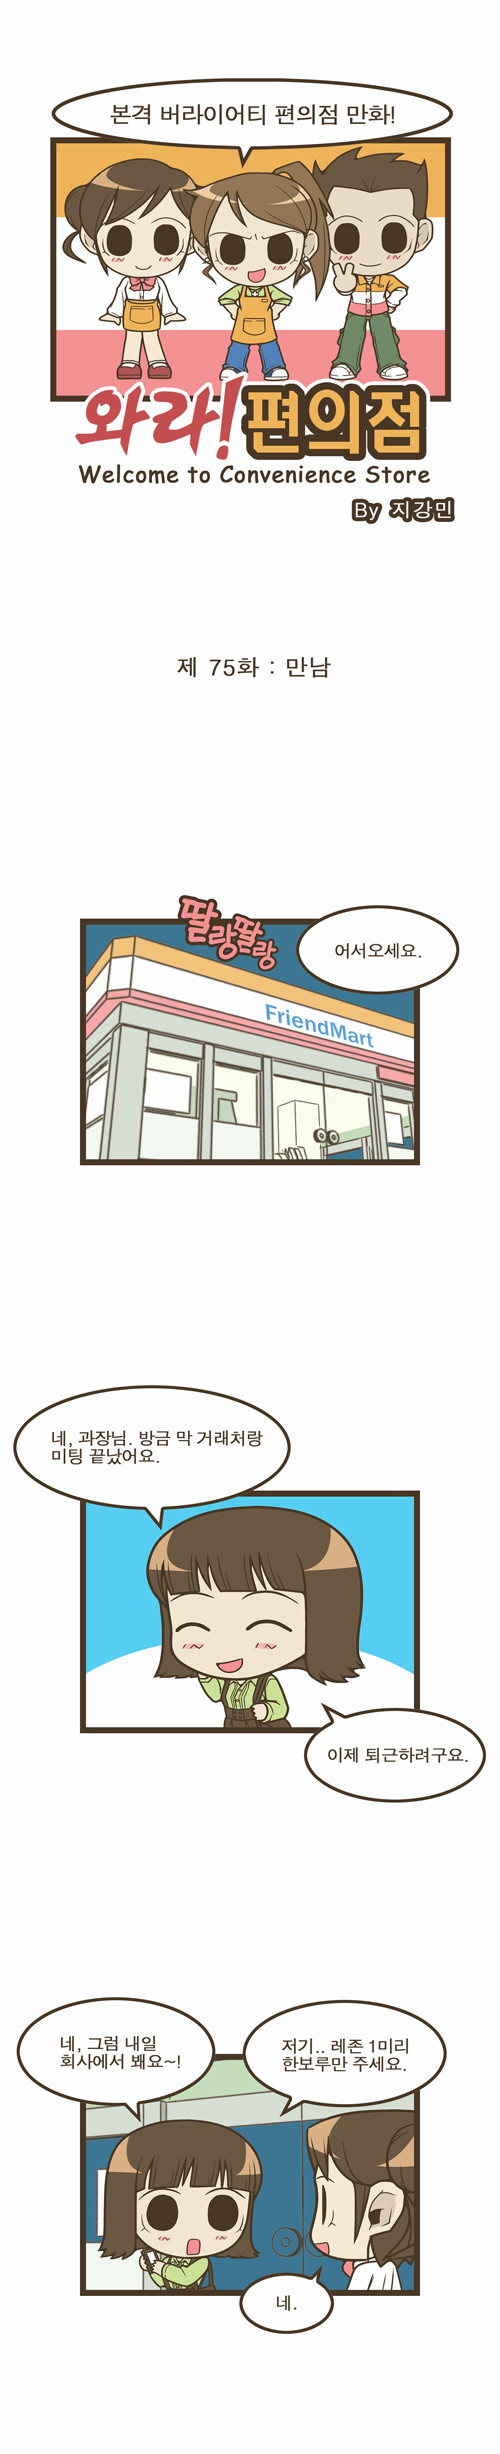 본격 버라이어티 편의점 만화!
와라! 편의점
Welcome to Convenience Store
By 지강민
제 75화 : 만남
딸랑딸랑
어서오세요.
FriendMart
네, 과장님. 방금 막 거래처랑
미팅 끝났어요.
이제 퇴근하려구요.
네, 그럼 내일
회사에서 봬요~!
저기.. 레존 1미리
한보루만 주세요.
네.